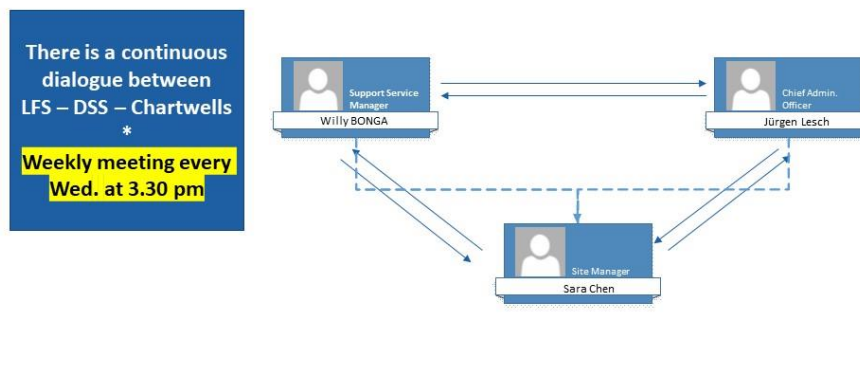 There is a continuous
dialogue between
LFS – DSS – Chartwells
*
Weekly meeting every
Wed. at 3.30 pm
Support Service
Manager
Willy BONGA
Chief Admin.
Officer
Jürgen Lesch
Site Manager
Sara Chen